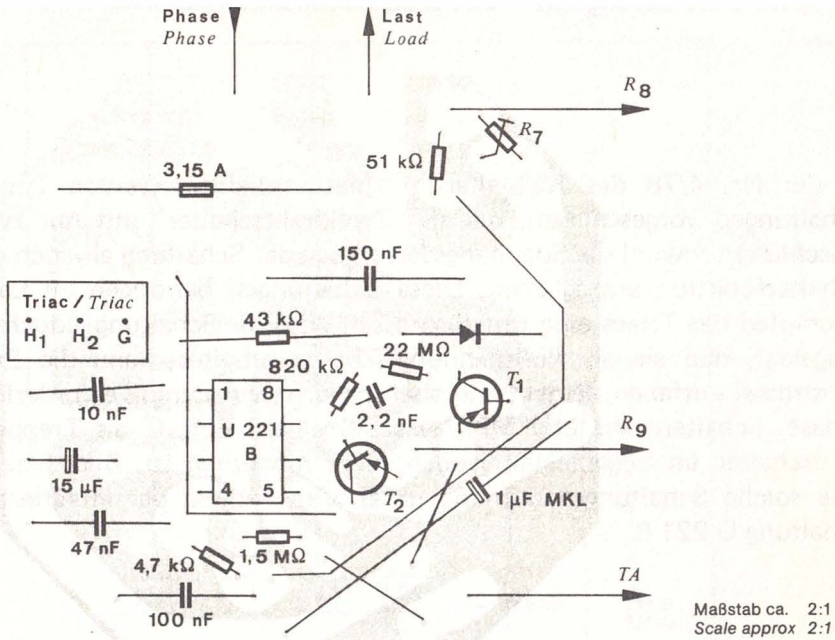 Phase
Phase
Last
Load
R8
R7
51 kΩ
3,15 A
150 nF
Triac / Triac
H1 H2 G
43 kΩ
22 MΩ
820 kΩ
T1
1 8
10 nF
U 221
B
2,2 nF
R9
15 µF
4 5
T2
1 µF MKL
47 nF
4,7 kΩ
1,5 MΩ
100 nF
TA
Maßstab ca. 2:1
Scale approx 2:1